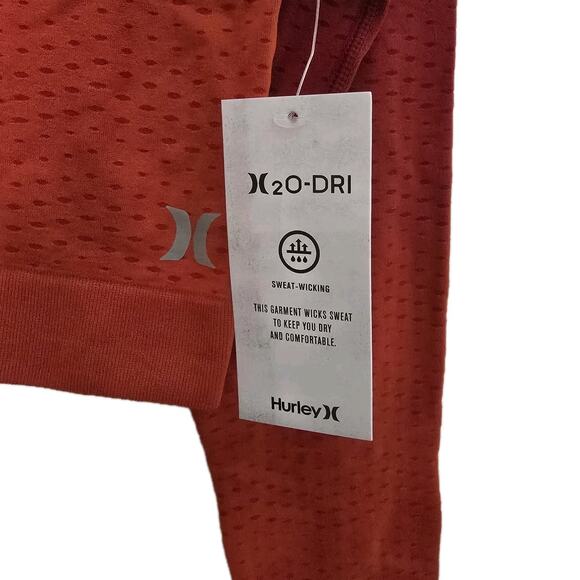 H2O-DRI
SWEAT-WICKING
THIS GARMENT WICKS SWEAT
TO KEEP YOU DRY
AND COMFORTABLE.
Hurley